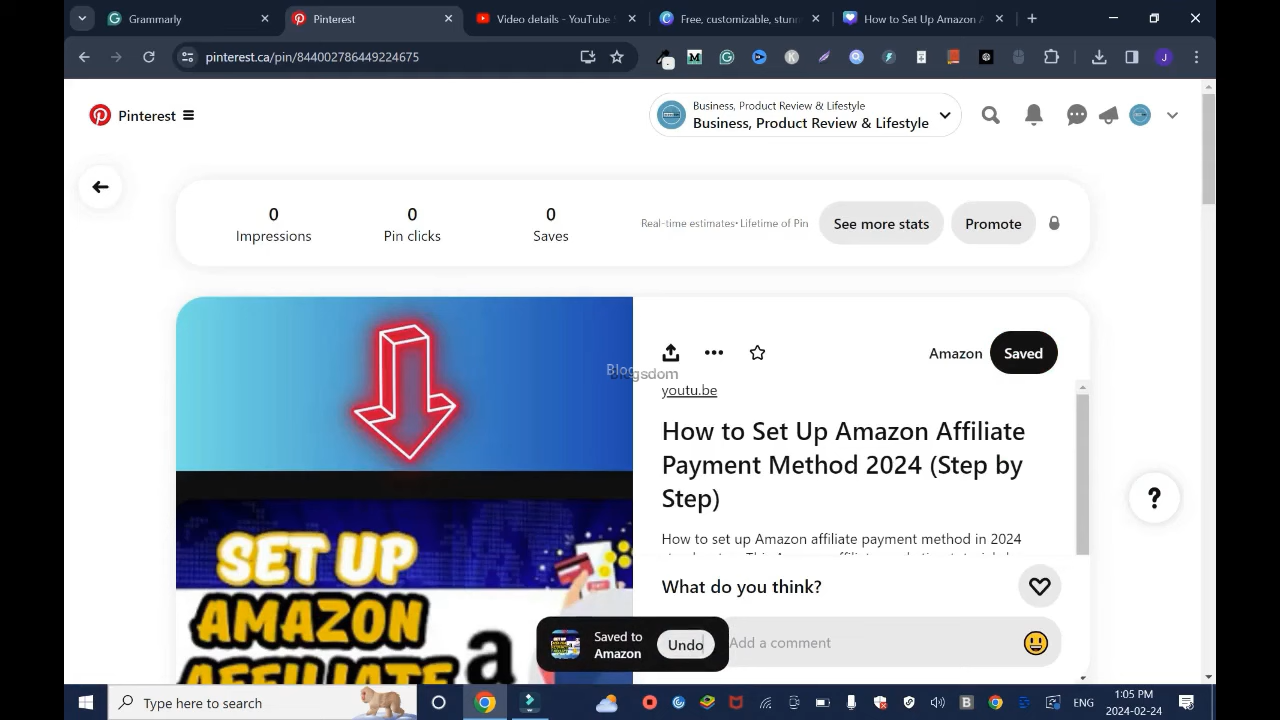 Grammarly
Pinterest
Video details - YouTube S
Free, customizable, stunn
How to Set Up Amazon A
pinterest.ca/pin/844002786449224675
Pinterest
Business, Product Review & Lifestyle
Business, Product Review & Lifestyle
0
Impressions
0
Pin clicks
0
Saves
Real-time estimates• Lifetime of Pin
See more stats
Promote
Amazon
Saved
Blogsdom
youtu.be
How to Set Up Amazon Affiliate
Payment Method 2024 (Step by
Step)
How to set up Amazon affiliate payment method in 2024
What do you think?
SET UP
AMAZON
AFFILIATE
a
Saved to
Amazon
Undo
Add a comment
Type here to search
ENG
1:05 PM
2024-02-24